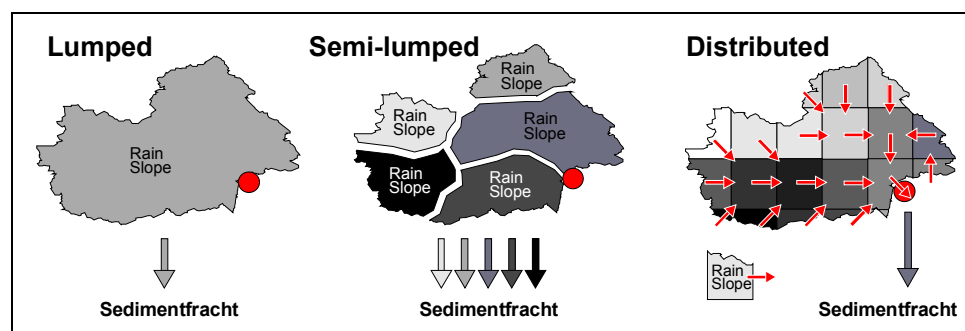 Lumped
Rain
Slope
Sedimentfracht
Semi-lumped
Rain
Slope
Rain
Slope
Rain
Slope
Rain
Slope
Rain
Slope
Sedimentfracht
Distributed
Rain
Slope
Sedimentfracht